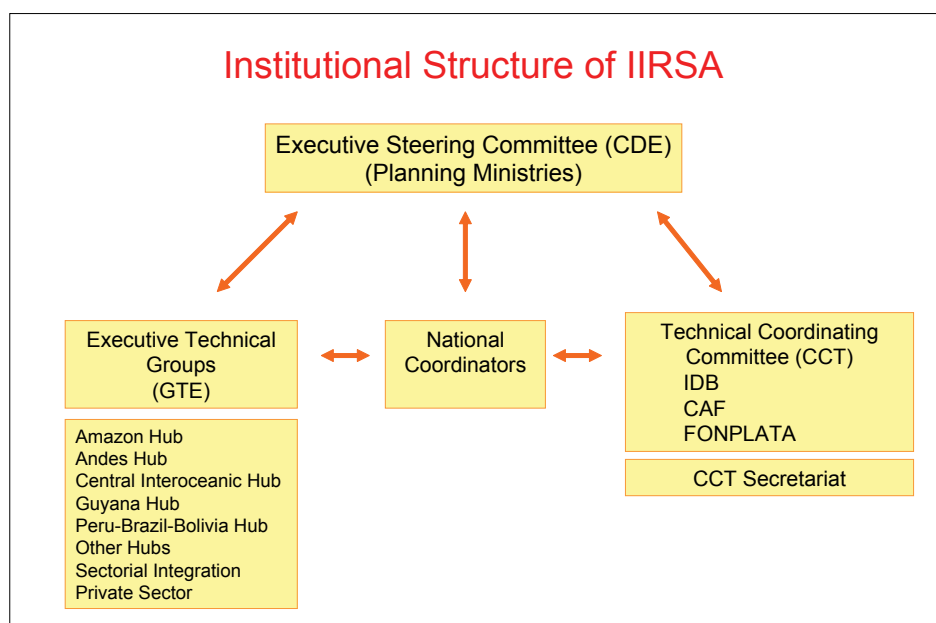 Institutional Structure of IIRSA
Executive Steering Committee (CDE)
(Planning Ministries)
Executive Technical
Groups
(GTE)
National
Coordinators
Technical Coordinating
Committee (CCT)
IDB
CAF
FONPLATA
Amazon Hub
Andes Hub
Central Interoceanic Hub
Guyana Hub
Peru-Brazil-Bolivia Hub
Other Hubs
Sectorial Integration
Private Sector
CCT Secretariat